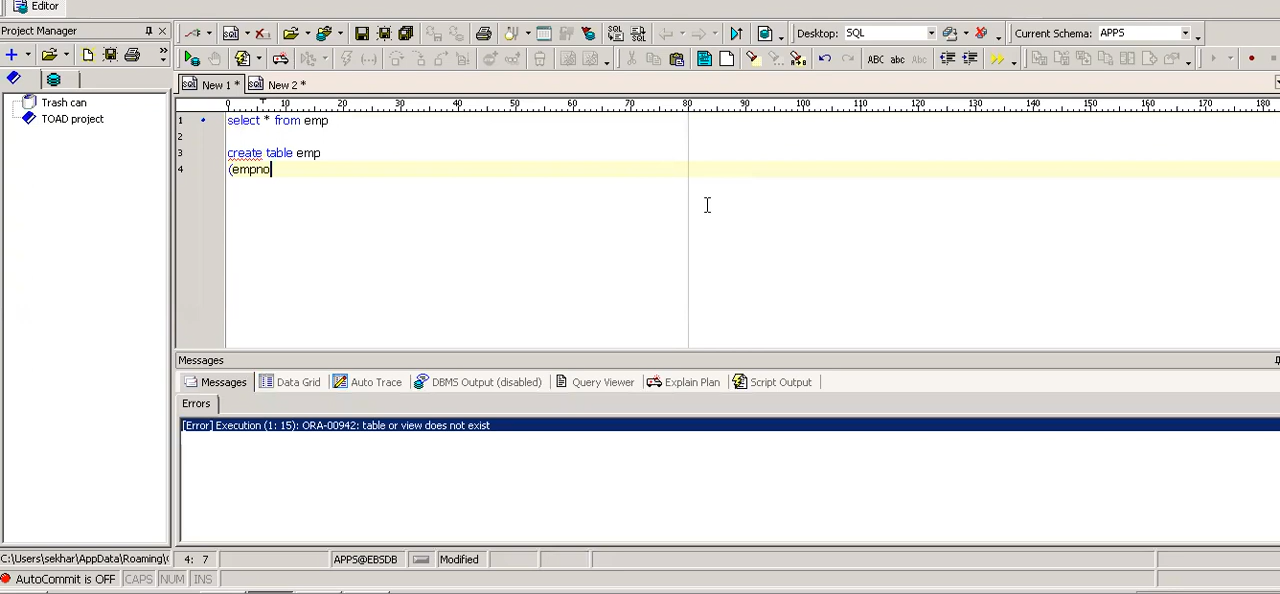 Editor
Project Manager
Desktop: SQL
Current Schema: APPS
ABC abc Abc
New 1 * New 2 *
Trash can
TOAD project
0 10 20 30 40 50 60 70 80 90 100 110 120 130 140 150 160 170 180
1 select * from emp
2
3 create table emp
4 (empno
Messages
Messages Data Grid Auto Trace DBMS Output (disabled) Query Viewer Explain Plan Script Output
Errors
[Error] Execution (1: 15): ORA-00942: table or view does not exist
C:\Users\sekhar\AppData\Roaming\ 4: 7 APPS@EBSDB Modified
AutoCommit is OFF CAPS NUM INS